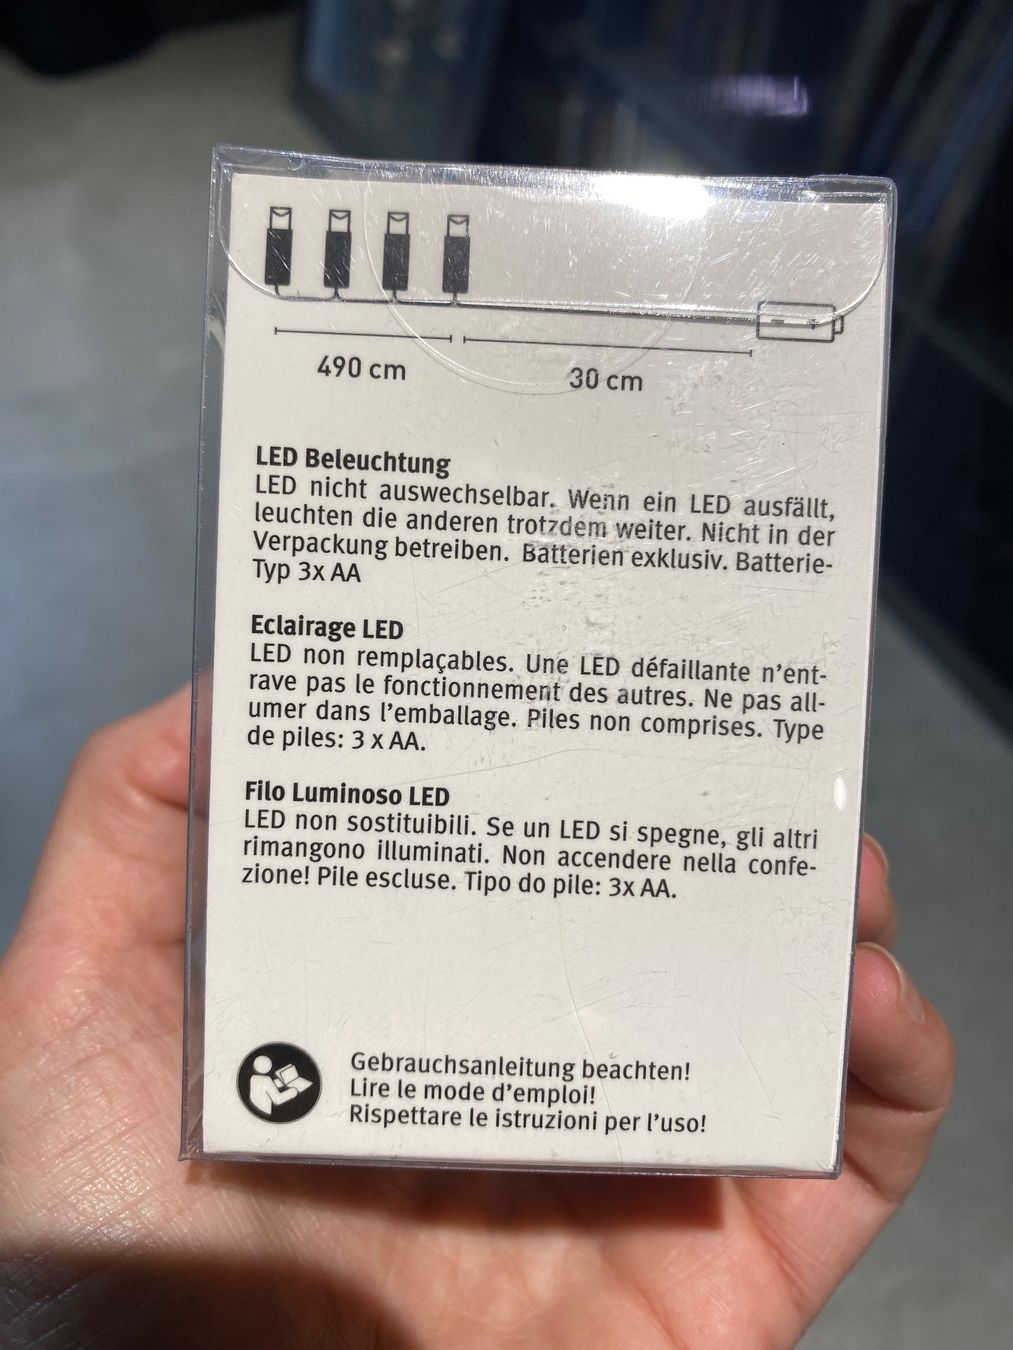 490 cm
30 cm
LED Beleuchtung
LED nicht auswechselbar. Wenn ein LED ausfällt,
leuchten die anderen trotzdem weiter. Nicht in der
Verpackung betreiben. Batterien exklusiv. Batterie-
Typ 3x AA
Eclairage LED
LED non remplaçables. Une LED défaillante n'ent-
rave pas le fonctionnement des autres. Ne pas all-
umer dans l'emballage. Piles non comprises. Type
de piles: 3 x AA.
Filo Luminoso LED
LED non sostituibili. Se un LED si spegne, gli altri
rimangono illuminati. Non accendere nella confe-
zione! Pile escluse. Tipo do pile: 3x AA.
Gebrauchsanleitung beachten!
Lire le mode d'emploi!
Rispettare le istruzioni per l'uso!